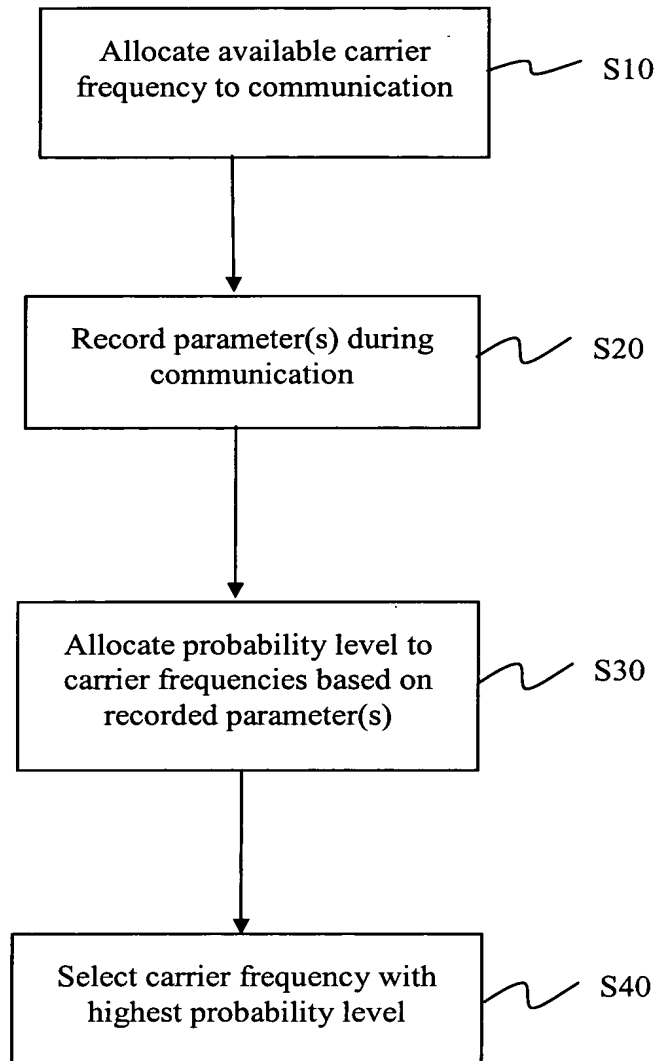 Allocate available carrier
frequency to communication
S10
Record parameter(s) during
communication
S20
Allocate probability level to
carrier frequencies based on
recorded parameter(s)
S30
Select carrier frequency with
highest probability level
S40